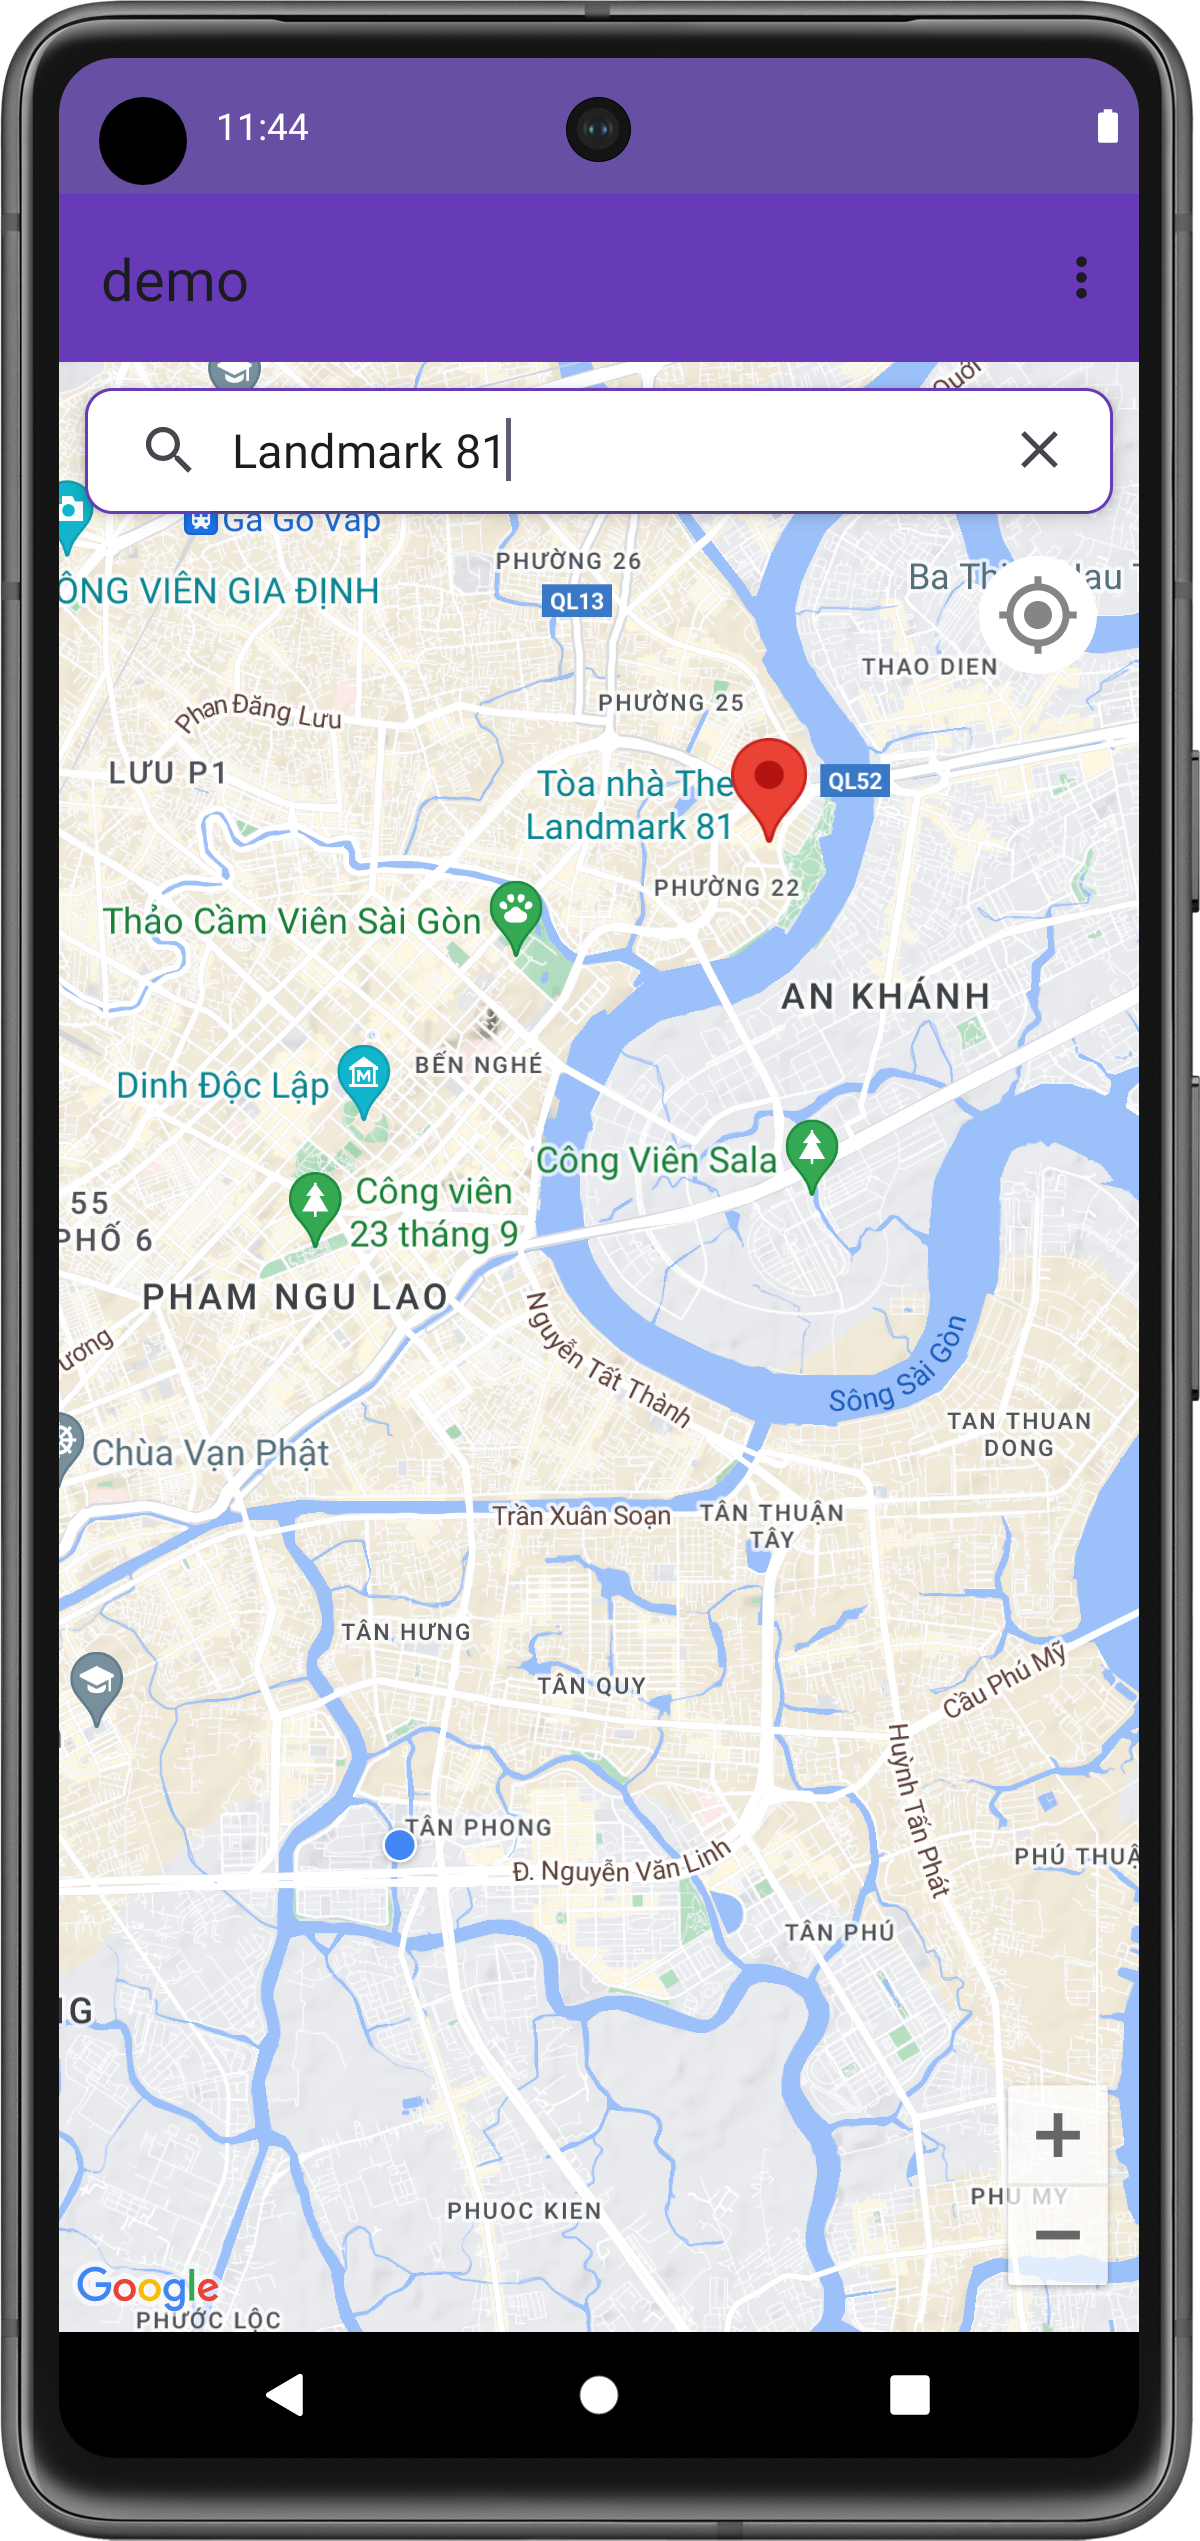 11:44
demo
Landmark 81
Ga Gò Vấp
PHƯỜNG 26
ÔNG VIÊN GIA ĐỊNH
QL13
THAO DIEN
PHƯỜNG 25
Phan Đăng Lưu
LƯU P1
Tòa nhà The
Landmark 81
QL52
PHƯỜNG 22
Thảo Cầm Viên Sài Gòn
AN KHÁNH
BẾN NGHÉ
Dinh Độc Lập
Công Viên Sala
Công viên
23 tháng 9
55
PHỐ 6
PHAM NGU LAO
Nguyễn Tất Thành
ương
Sông Sài Gòn
TAN THUAN
DONG
Chùa Vạn Phật
Trần Xuân Soạn
TÂN THUẬN
TÂY
TÂN HƯNG
TÂN QUY
Cầu Phú Mỹ
Huỳnh Tấn Phát
TÂN PHONG
Đ. Nguyễn Văn Linh
PHÚ THUẬ
TÂN PHÚ
NG
PHU MY
PHUOC KIEN
Google
PHƯỚC LỘC